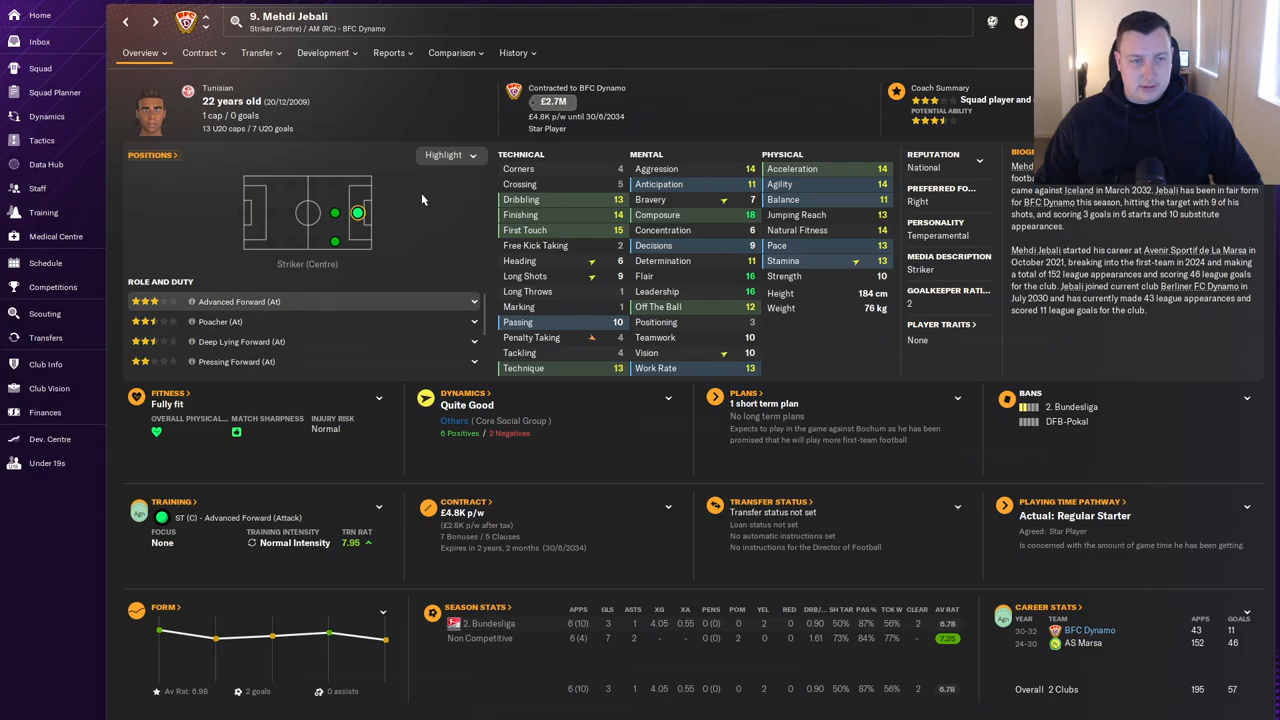 Home
Inbox
Squad
Squad Planner
Dynamics
Tactics
Data Hub
Staff
Training
Medical Centre
Schedule
Competitions
Scouting
Transfers
Club Info
Club Vision
Finances
Dev. Centre
Under 19s
9. Mehdi Jebali
Striker (Centre) / AM (RC) - BFC Dynamo
Overview Contract Transfer Development Reports Comparison History
Tunisian
22 years old (20/12/2009)
1 cap / 0 goals
13 U20 caps / 7 U20 goals
Contracted to BFC Dynamo
£2.7M
£4.8K p/w until 30/6/2034
Star Player
Coach Summary
Squad player and
POTENTIAL ABILITY
POSITIONS
Highlight
Striker (Centre)
ROLE AND DUTY
Advanced Forward (At)
Poacher (At)
Deep Lying Forward (At)
Pressing Forward (At)
TECHNICAL
Corners 4
Crossing 5
Dribbling 13
Finishing 14
First Touch 15
Free Kick Taking 2
Heading 6
Long Shots 9
Long Throws 1
Marking 1
Passing 10
Penalty Taking 4
Tackling 4
Technique 13
MENTAL
Aggression 14
Anticipation 11
Bravery 7
Composure 18
Concentration 6
Decisions 9
Determination 11
Flair 16
Leadership 16
Off The Ball 12
Positioning 3
Teamwork 10
Vision 10
Work Rate 13
PHYSICAL
Acceleration 14
Agility 14
Balance 11
Jumping Reach 13
Natural Fitness 14
Pace 13
Stamina 13
Strength 10
Height 184 cm
Weight 76 kg
REPUTATION
National
PREFERRED FO...
Right
PERSONALITY
Temperamental
MEDIA DESCRIPTION
Striker
GOALKEEPER RATI...
2
PLAYER TRAITS
None
BIOG
Mehd
footba
came against Iceland in March 2032. Jebali has been in fair form
for BFC Dynamo this season, hitting the target with 9 of his
shots, and scoring 3 goals in 6 starts and 10 substitute
appearances.
Mehdi Jebali started his career at Avenir Sportif de La Marsa in
October 2021, breaking into the first-team in 2024 and making
a total of 152 league appearances and scoring 46 league goals
for the club. Jebali joined current club Berliner FC Dynamo in
July 2030 and has currently made 43 league appearances and
scored 11 league goals for the club.
FITNESS
Fully fit
OVERALL PHYSICAL... MATCH SHARPNESS INJURY RISK
Normal
DYNAMICS
Quite Good
Others ( Core Social Group )
6 Positives / 2 Negatives
PLANS
1 short term plan
No long term plans
Expects to play in the game against Bochum as he has been
promised that he will play more first-team football
BANS
2. Bundesliga
DFB-Pokal
TRAINING
Agn
ST (C) - Advanced Forward (Attack)
FOCUS TRAINING INTENSITY TRN RAT
None Normal Intensity 7.95
CONTRACT
£4.8K p/w
(£2.8K p/w after tax)
7 Bonuses / 5 Clauses
Expires in 2 years, 2 months (30/6/2034)
TRANSFER STATUS
Transfer status not set
Loan status not set
No automatic instructions set
No instructions for the Director of Football
PLAYING TIME PATHWAY
Actual: Regular Starter
Agreed: Star Player
Is concerned with the amount of game time he has been getting.
FORM
Av Rat: 6.98 2 goals 0 assists
SEASON STATS APPS GLS ASTS XG XA PENS POM YEL RED DRB/... SH TAR PAS % TCK W CLEAR AV RAT
2. Bundesliga 6 (10) 3 1 4.05 0.55 0 (0) 0 2 0 0.90 50% 87% 56% 2 6.78
Non Competitive 6 (4) 7 2 - - 0 (0) 2 0 0 1.61 73% 84% 77% - 7.25
6 (10) 3 1 4.05 0.55 0 (0) 0 2 0 0.90 50% 87% 56% 2 6.78
CAREER STATS
Agn
YEAR TEAM APPS GOALS
30-32 BFC Dynamo 43 11
24-30 AS Marsa 152 46
Overall 2 Clubs 195 57